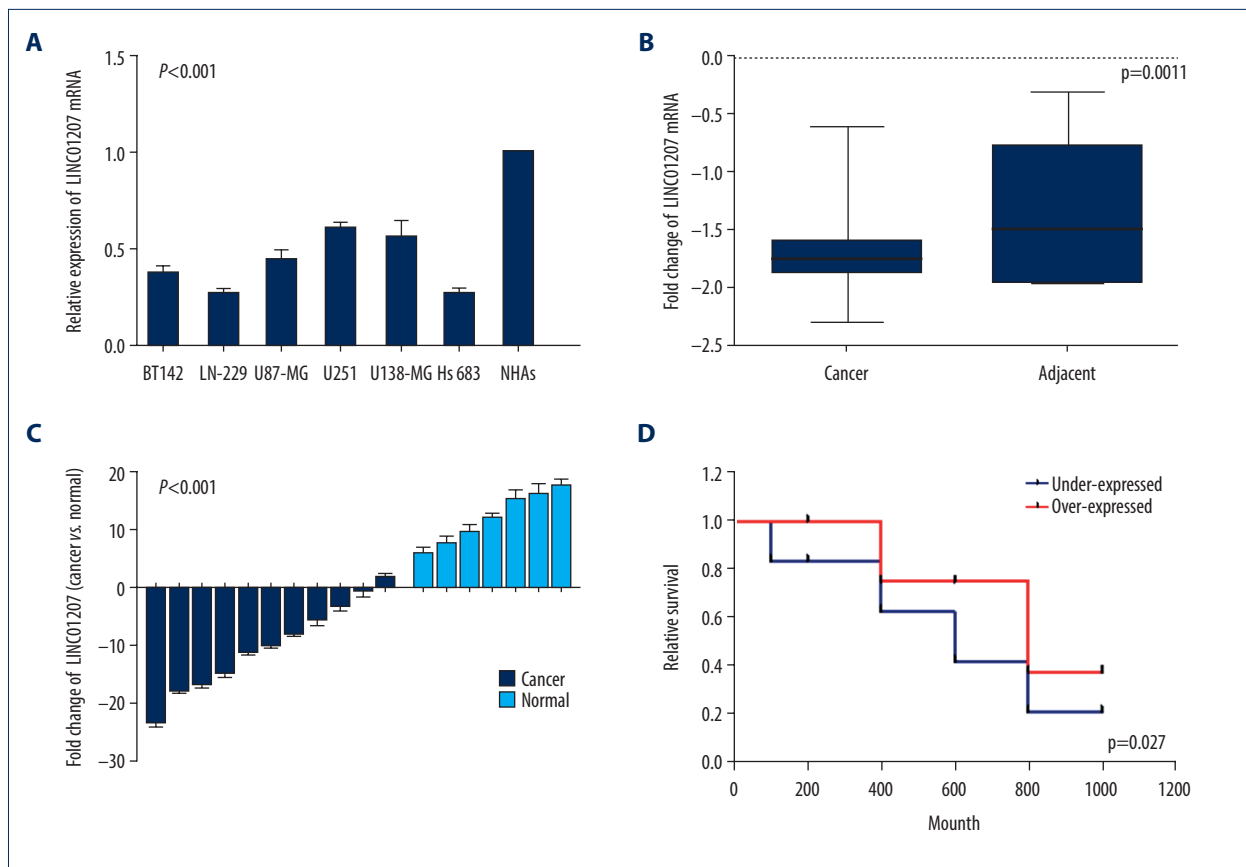 A
Relative expression of LINC01207 mRNA
1.5
1.0
0.5
0.0
P<0.001
BT142 LN-229 U87-MG U251 U138-MG Hs 683 NHAs
B
Fold change of LINC01207 mRNA
0.0
−0.5
−1.0
−1.5
−2.0
−2.5
p=0.0011
Cancer Adjacent
C
Fold change of LINC01207 (cancer vs. normal)
20
10
0
−10
−20
−30
P<0.001
Cancer
Normal
D
Relative survival
1.2
1.0
0.8
0.6
0.4
0.2
0.0
Under-expressed
Over-expressed
p=0.027
0 200 400 600 800 1000 1200
Mounth